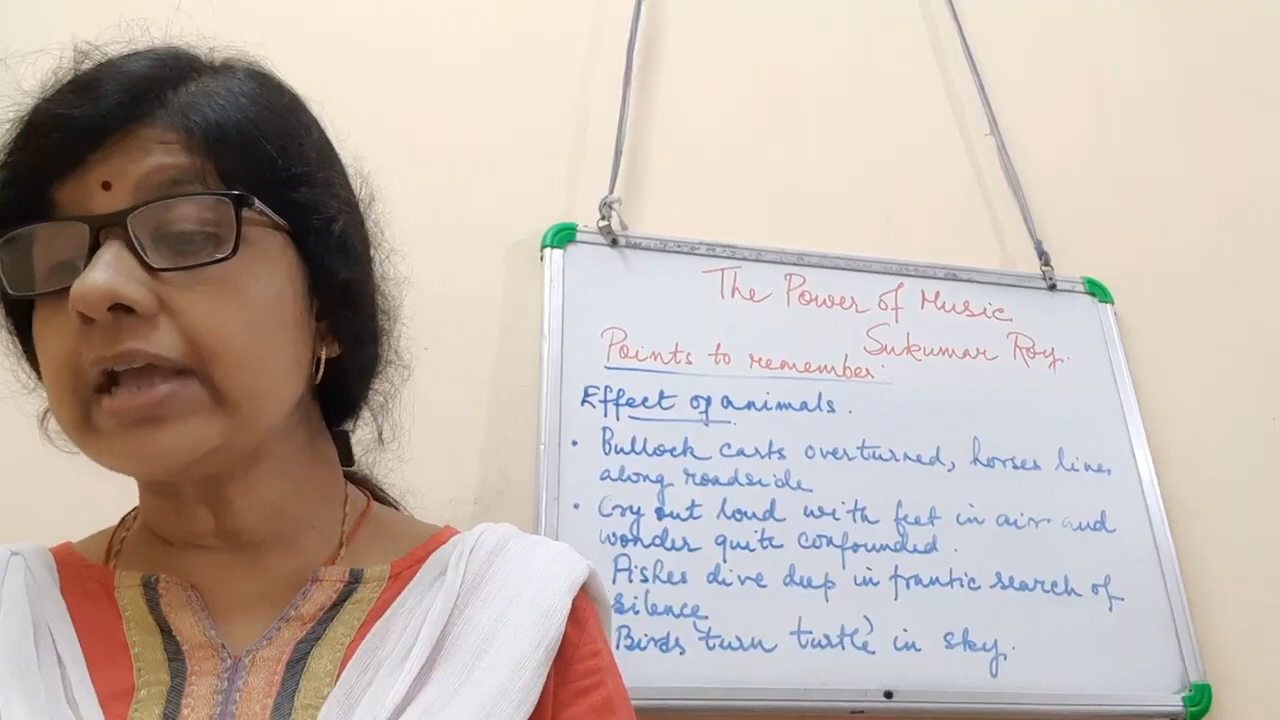 The Power of Music
Sukumar Roy.
Points to remember:
Effect of animals.
• Bullock carts overturned, horses line
along roadside
• Cry out loud with feet in air and
wonder quite confounded.
Fishes dive deep in frantic search of
silence
Birds 'turn turtle' in sky.